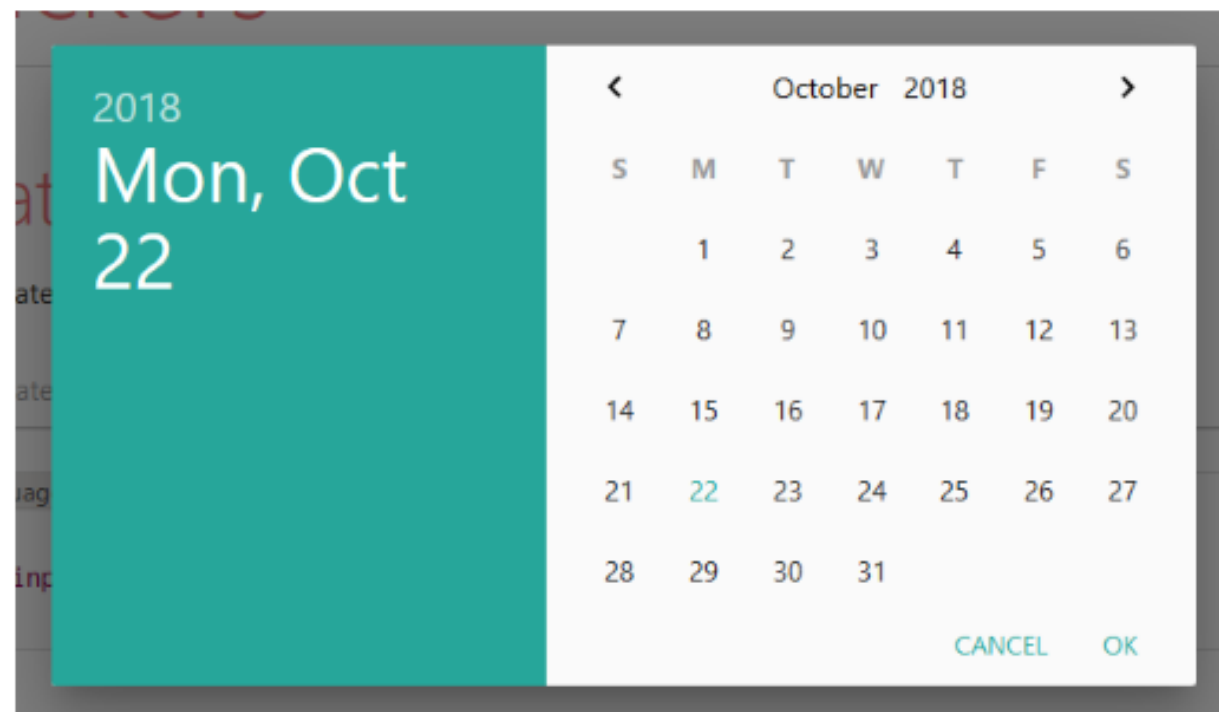 2018
Mon, Oct
22
October 2018
S M T W T F S
1 2 3 4 5 6
7 8 9 10 11 12 13
14 15 16 17 18 19 20
21 22 23 24 25 26 27
28 29 30 31
CANCEL OK